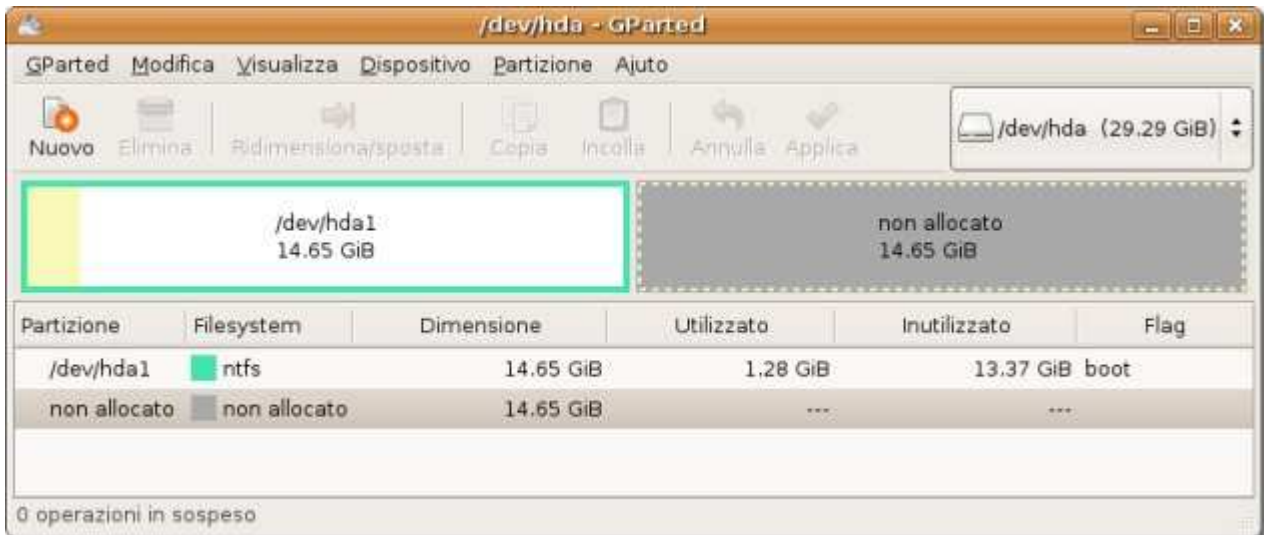 /dev/hda - GParted
GParted Modifica Visualizza Dispositivo Partizione Aiuto
Nuovo Elimina Ridimensiona/sposta Copia Incolla Annulla Applica /dev/hda (29.29 GiB)
/dev/hda1
14.65 GiB
non allocato
14.65 GiB
Partizione Filesystem Dimensione Utilizzato Inutilizzato Flag
/dev/hda1 ntfs 14.65 GiB 1.28 GiB 13.37 GiB boot
non allocato non allocato 14.65 GiB --- ---
0 operazioni in sospeso